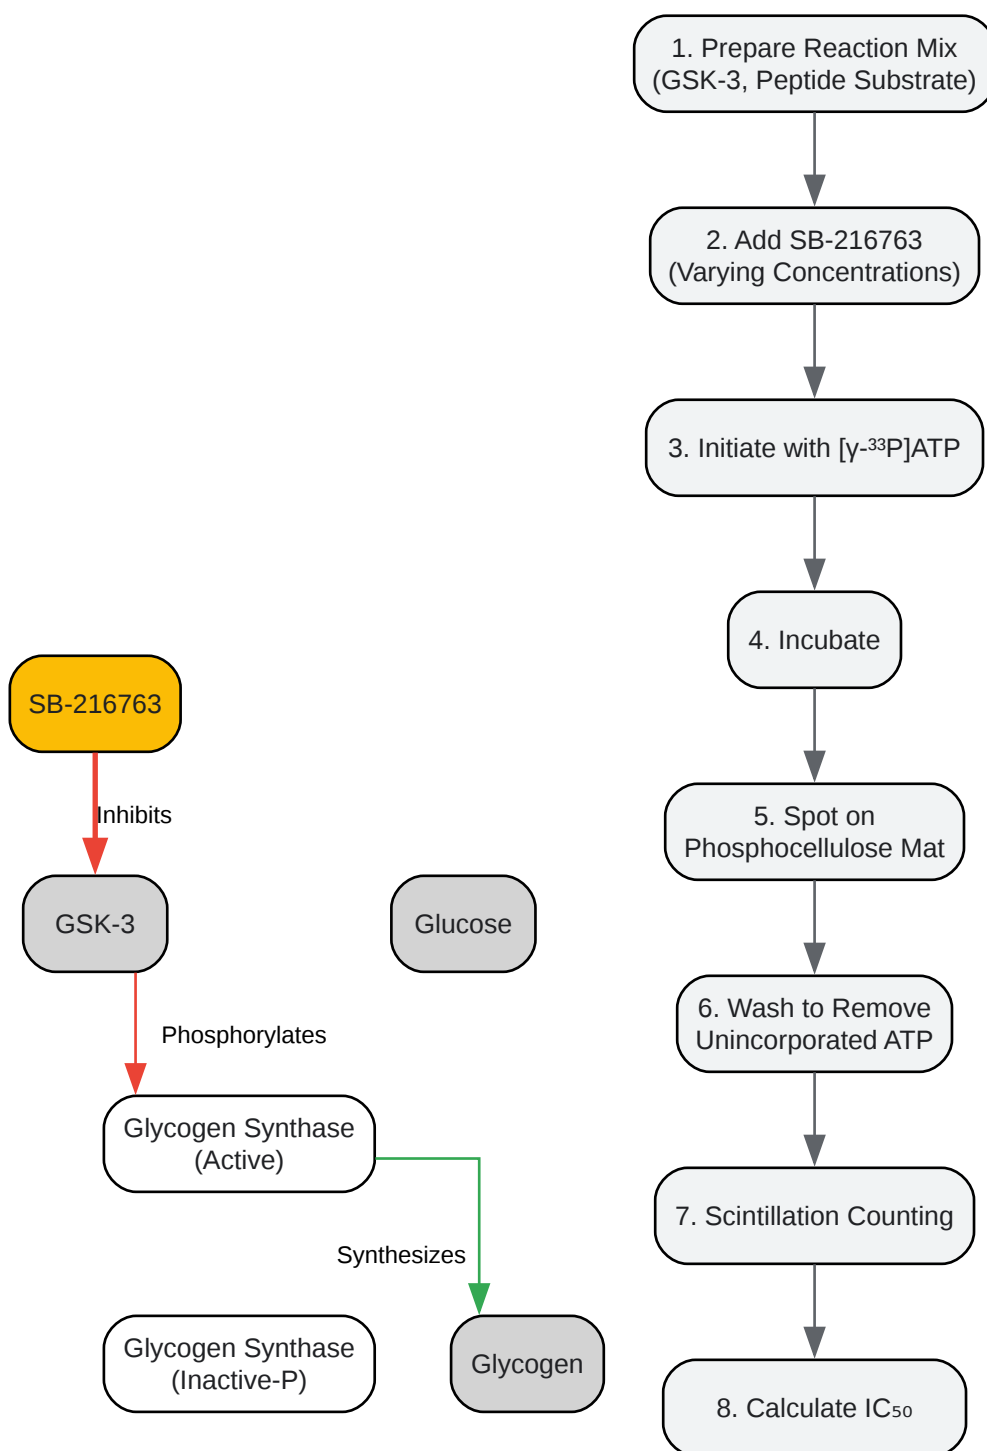 1. Prepare Reaction Mix
(GSK-3, Peptide Substrate)
2. Add SB-216763
(Varying Concentrations)
3. Initiate with [γ-³³P]ATP
4. Incubate
5. Spot on
Phosphocellulose Mat
6. Wash to Remove
Unincorporated ATP
7. Scintillation Counting
8. Calculate IC₅₀
SB-216763
Inhibits
GSK-3
Glucose
Phosphorylates
Glycogen Synthase
(Active)
Synthesizes
Glycogen Synthase
(Inactive-P)
Glycogen